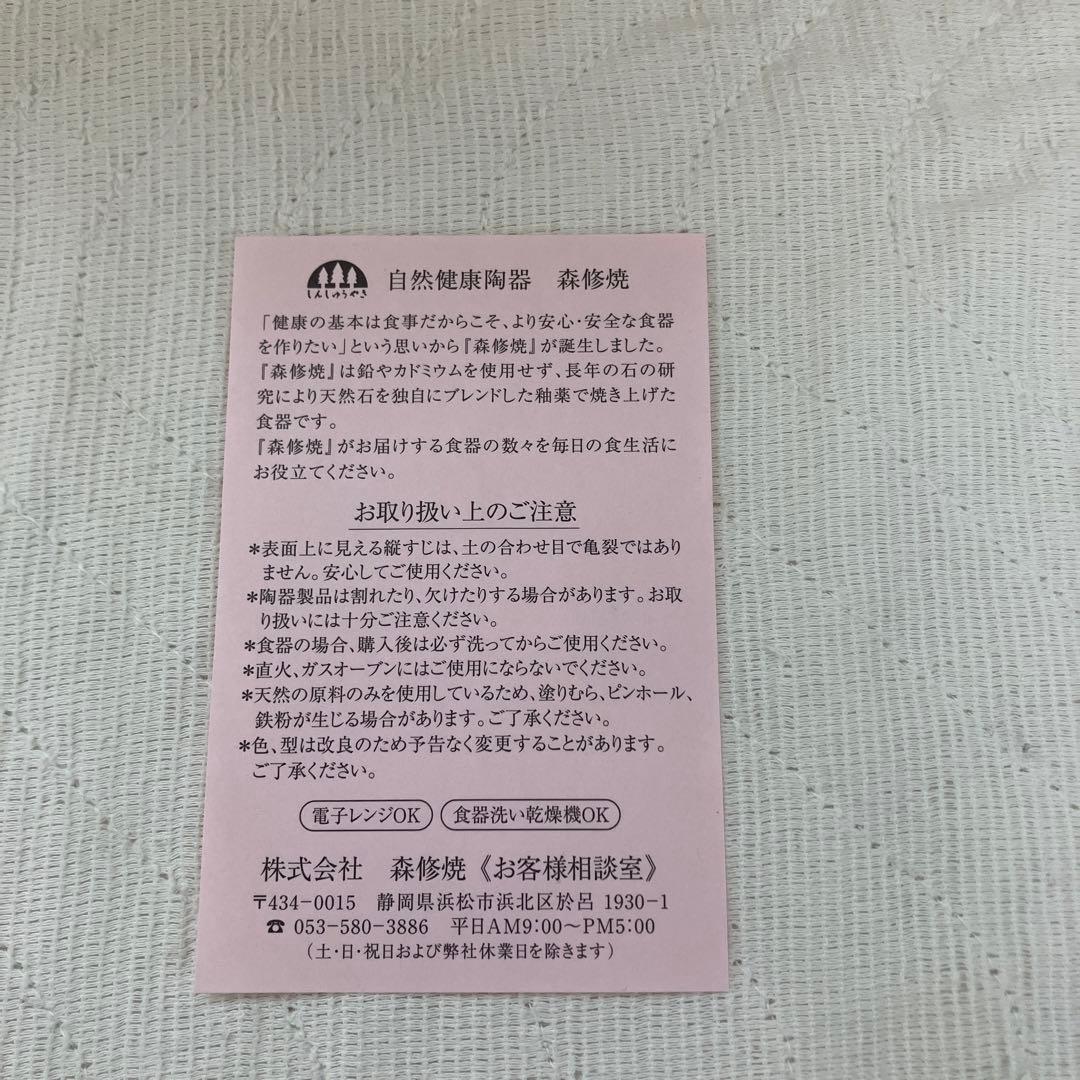 しんしゅうやき
自然健康陶器　森修焼
「健康の基本は食事だからこそ、より安心・安全な食器
を作りたい」という思いから『森修焼』が誕生しました。
『森修焼』は鉛やカドミウムを使用せず、長年の石の研
究により天然石を独自にブレンドした釉薬で焼き上げた
食器です。
『森修焼』がお届けする食器の数々を毎日の食生活に
お役立てください。
お取り扱い上のご注意
＊表面上に見える縦すじは、土の合わせ目で亀裂ではあり
ません。安心してご使用ください。
＊陶器製品は割れたり、欠けたりする場合があります。お取
り扱いには十分ご注意ください。
＊食器の場合、購入後は必ず洗ってからご使用ください。
＊直火、ガスオーブンにはご使用にならないでください。
＊天然の原料のみを使用しているため、塗りむら、ピンホール、
鉄粉が生じる場合があります。ご了承ください。
＊色、型は改良のため予告なく変更することがあります。
ご了承ください。
電子レンジOK　食器洗い乾燥機OK
株式会社　森修焼《お客様相談室》
〒434-0015　静岡県浜松市浜北区於呂 1930-1
☎ 053-580-3886　平日AM9:00～PM5:00
（土・日・祝日および弊社休業日を除きます）